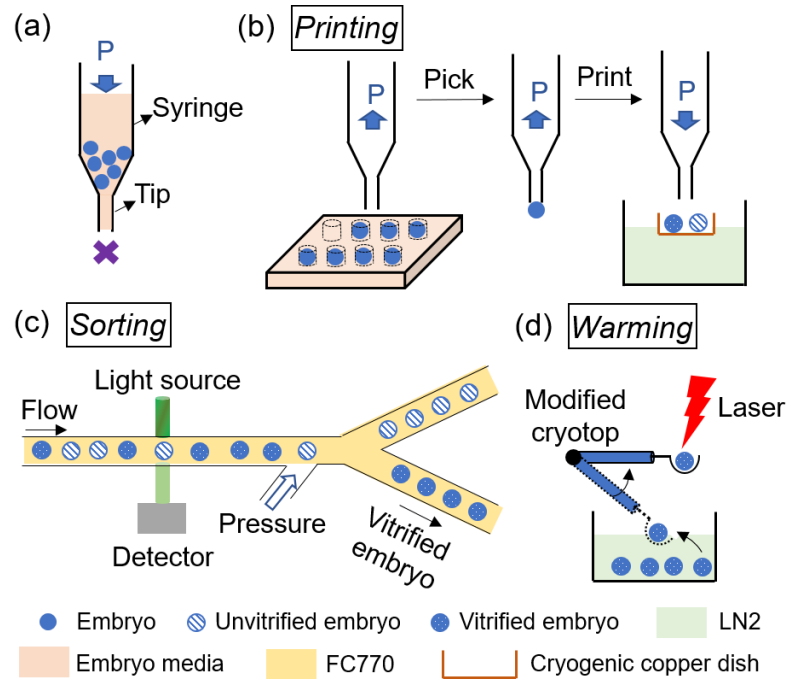 (a)
P
Syringe
Tip
(b) Printing
P
Pick
P
Print
P
(c) Sorting
Light source
Flow
Pressure
Detector
Vitrified
embryo
(d) Warming
Modified
cryotop
Laser
Embryo
Unvitrified embryo
Vitrified embryo
LN2
Embryo media
FC770
Cryogenic copper dish